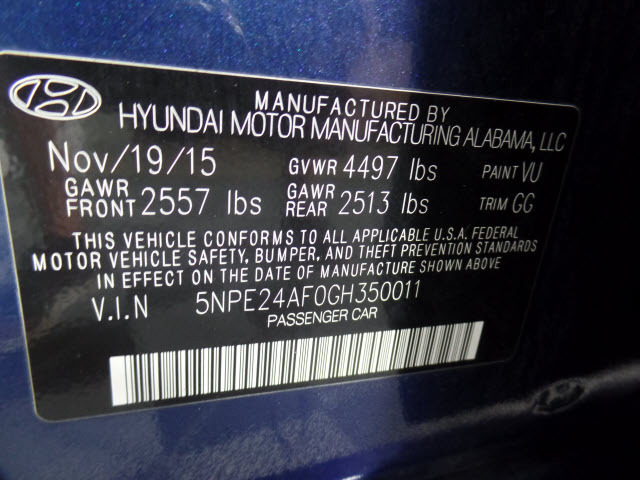 MANUFACTURED BY
HYUNDAI MOTOR MANUFACTURING ALABAMA, LLC
Nov/19/15 GVWR 4497 lbs PAINT VU
GAWR FRONT 2557 lbs GAWR REAR 2513 lbs TRIM GG
THIS VEHICLE CONFORMS TO ALL APPLICABLE U.S.A. FEDERAL
MOTOR VEHICLE SAFETY, BUMPER, AND THEFT PREVENTION STANDARDS
IN EFFECT ON THE DATE OF MANUFACTURE SHOWN ABOVE.
V.I.N 5NPE24AF0GH350011
PASSENGER CAR